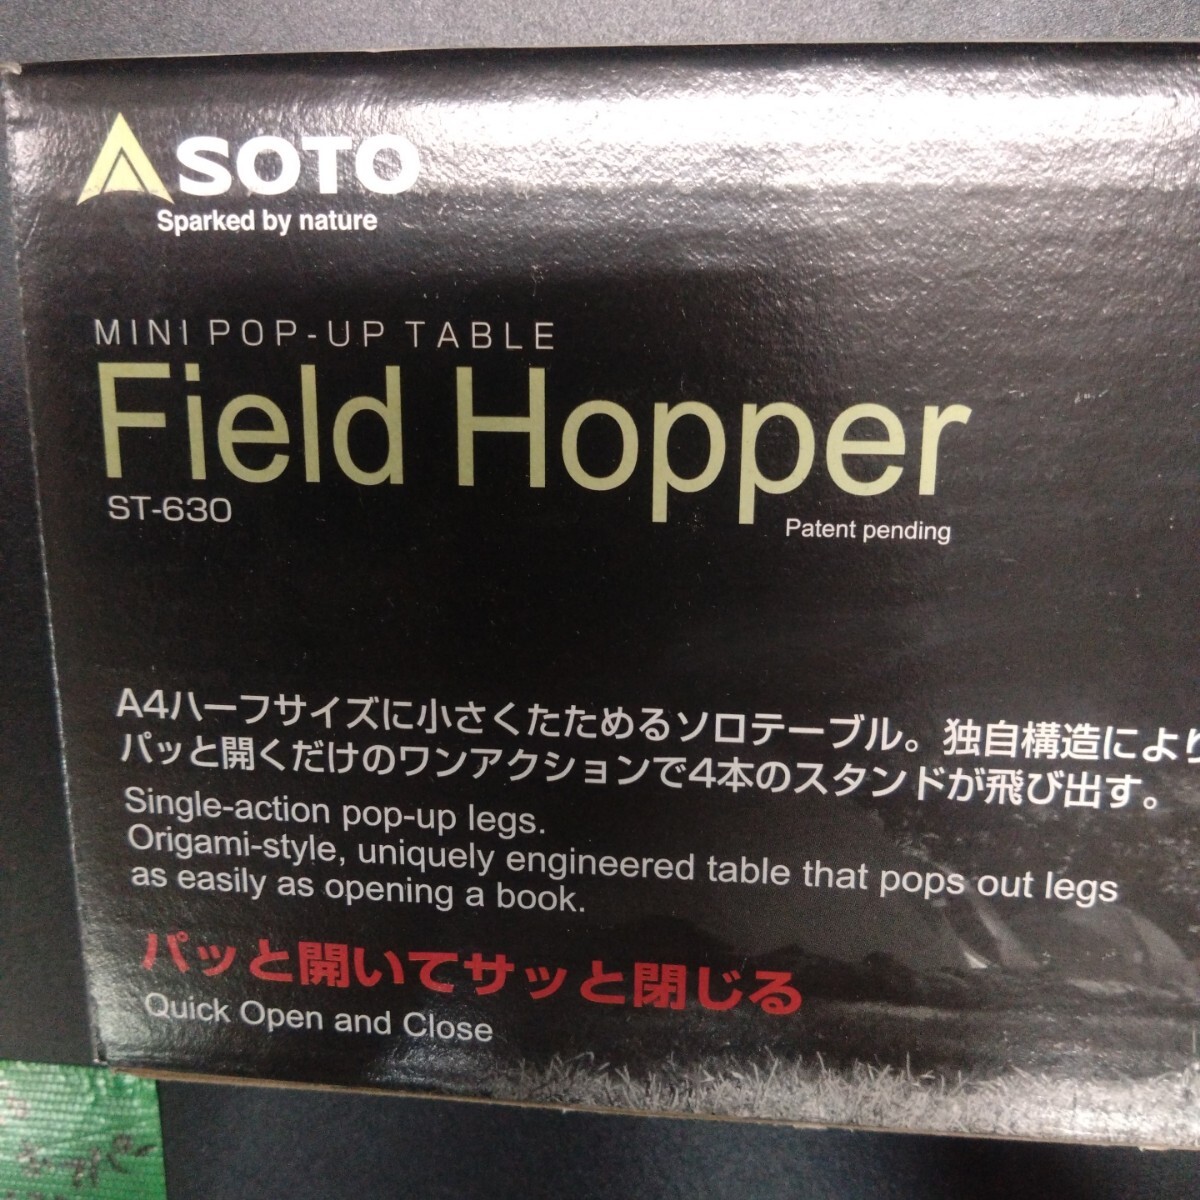 SOTO
Sparked by nature
MINI POP-UP TABLE
Field Hopper
ST-630
Patent pending
A4ハーフサイズに小さくたためるソロテーブル。独自構造により
パッと開くだけのワンアクションで4本のスタンドが飛び出す。
Single-action pop-up legs.
Origami-style, uniquely engineered table that pops out legs
as easily as opening a book.
パッと開いてサッと閉じる
Quick Open and Close